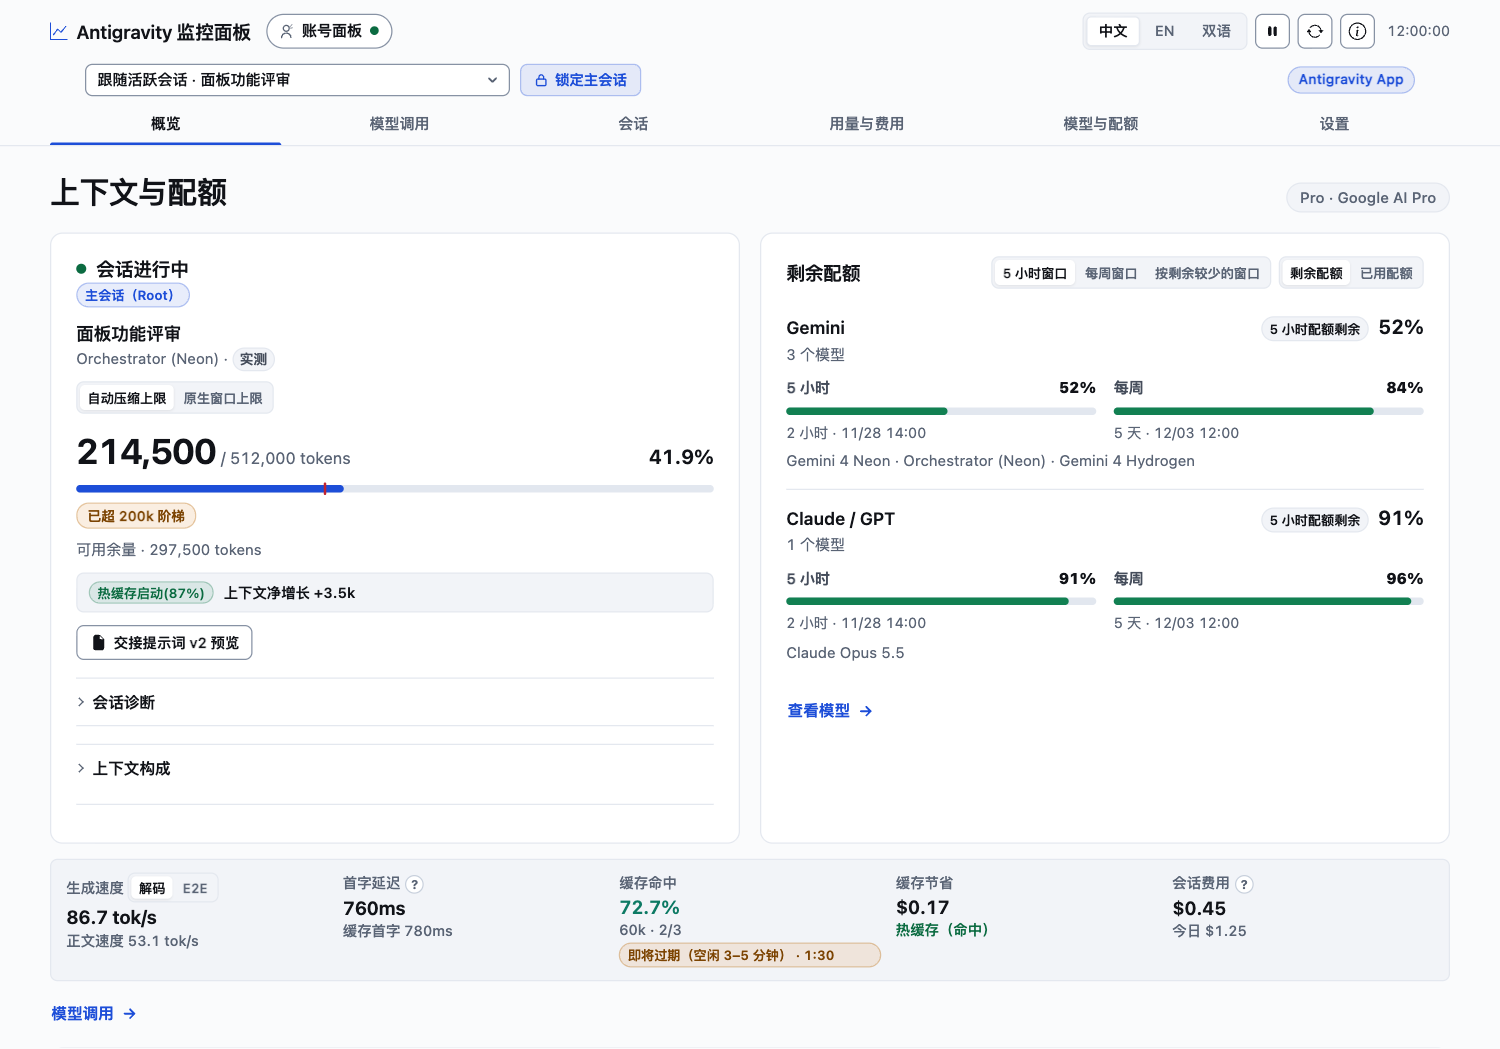 Antigravity 监控面板
账号面板
中文 EN 双语
12:00:00
跟随活跃会话 · 面板功能评审
锁定主会话
Antigravity App
概览 模型调用 会话 用量与费用 模型与配额 设置
上下文与配额
Pro · Google AI Pro
会话进行中
主会话（Root）
面板功能评审
Orchestrator (Neon) · 实测
自动压缩上限 原生窗口上限
214,500 / 512,000 tokens 41.9%
已超 200k 阶梯
可用余量 · 297,500 tokens
热缓存启动(87%) 上下文净增长 +3.5k
交接提示词 v2 预览
会话诊断
上下文构成
剩余配额
5 小时窗口 每周窗口 按剩余较少的窗口
剩余配额 已用配额
Gemini 5 小时配额剩余 52%
3 个模型
5 小时 52% 每周 84%
2 小时 · 11/28 14:00 5 天 · 12/03 12:00
Gemini 4 Neon · Orchestrator (Neon) · Gemini 4 Hydrogen
Claude / GPT 5 小时配额剩余 91%
1 个模型
5 小时 91% 每周 96%
2 小时 · 11/28 14:00 5 天 · 12/03 12:00
Claude Opus 5.5
查看模型 →
生成速度 解码 E2E
86.7 tok/s
正文速度 53.1 tok/s
首字延迟 ?
760ms
缓存首字 780ms
缓存命中
72.7%
60k · 2/3
即将过期（空闲 3–5 分钟） · 1:30
缓存节省
$0.17
热缓存（命中）
会话费用 ?
$0.45
今日 $1.25
模型调用 →